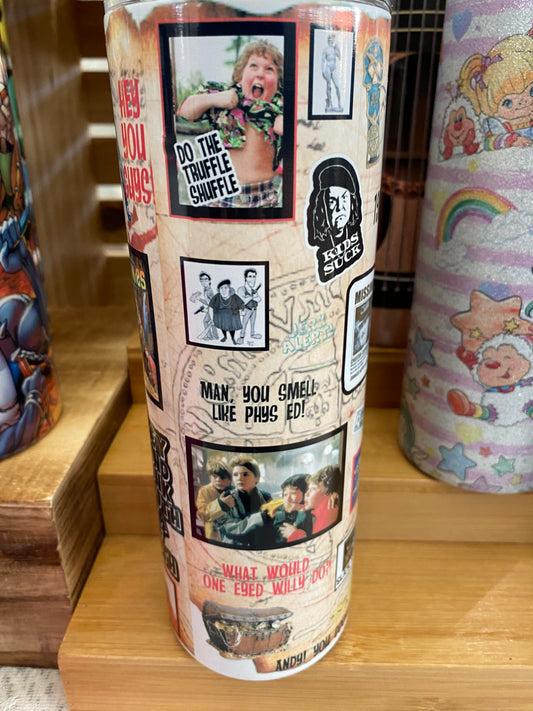 HEY
YOU
GUYS!
DO THE
TRUFFLE
SHUFFLE
KIDS
SUCK
MISSI
MAN, YOU SMELL
LIKE PHYS ED!
WHAT WOULD
ONE EYED WILLY DO?
ANDY! YOU